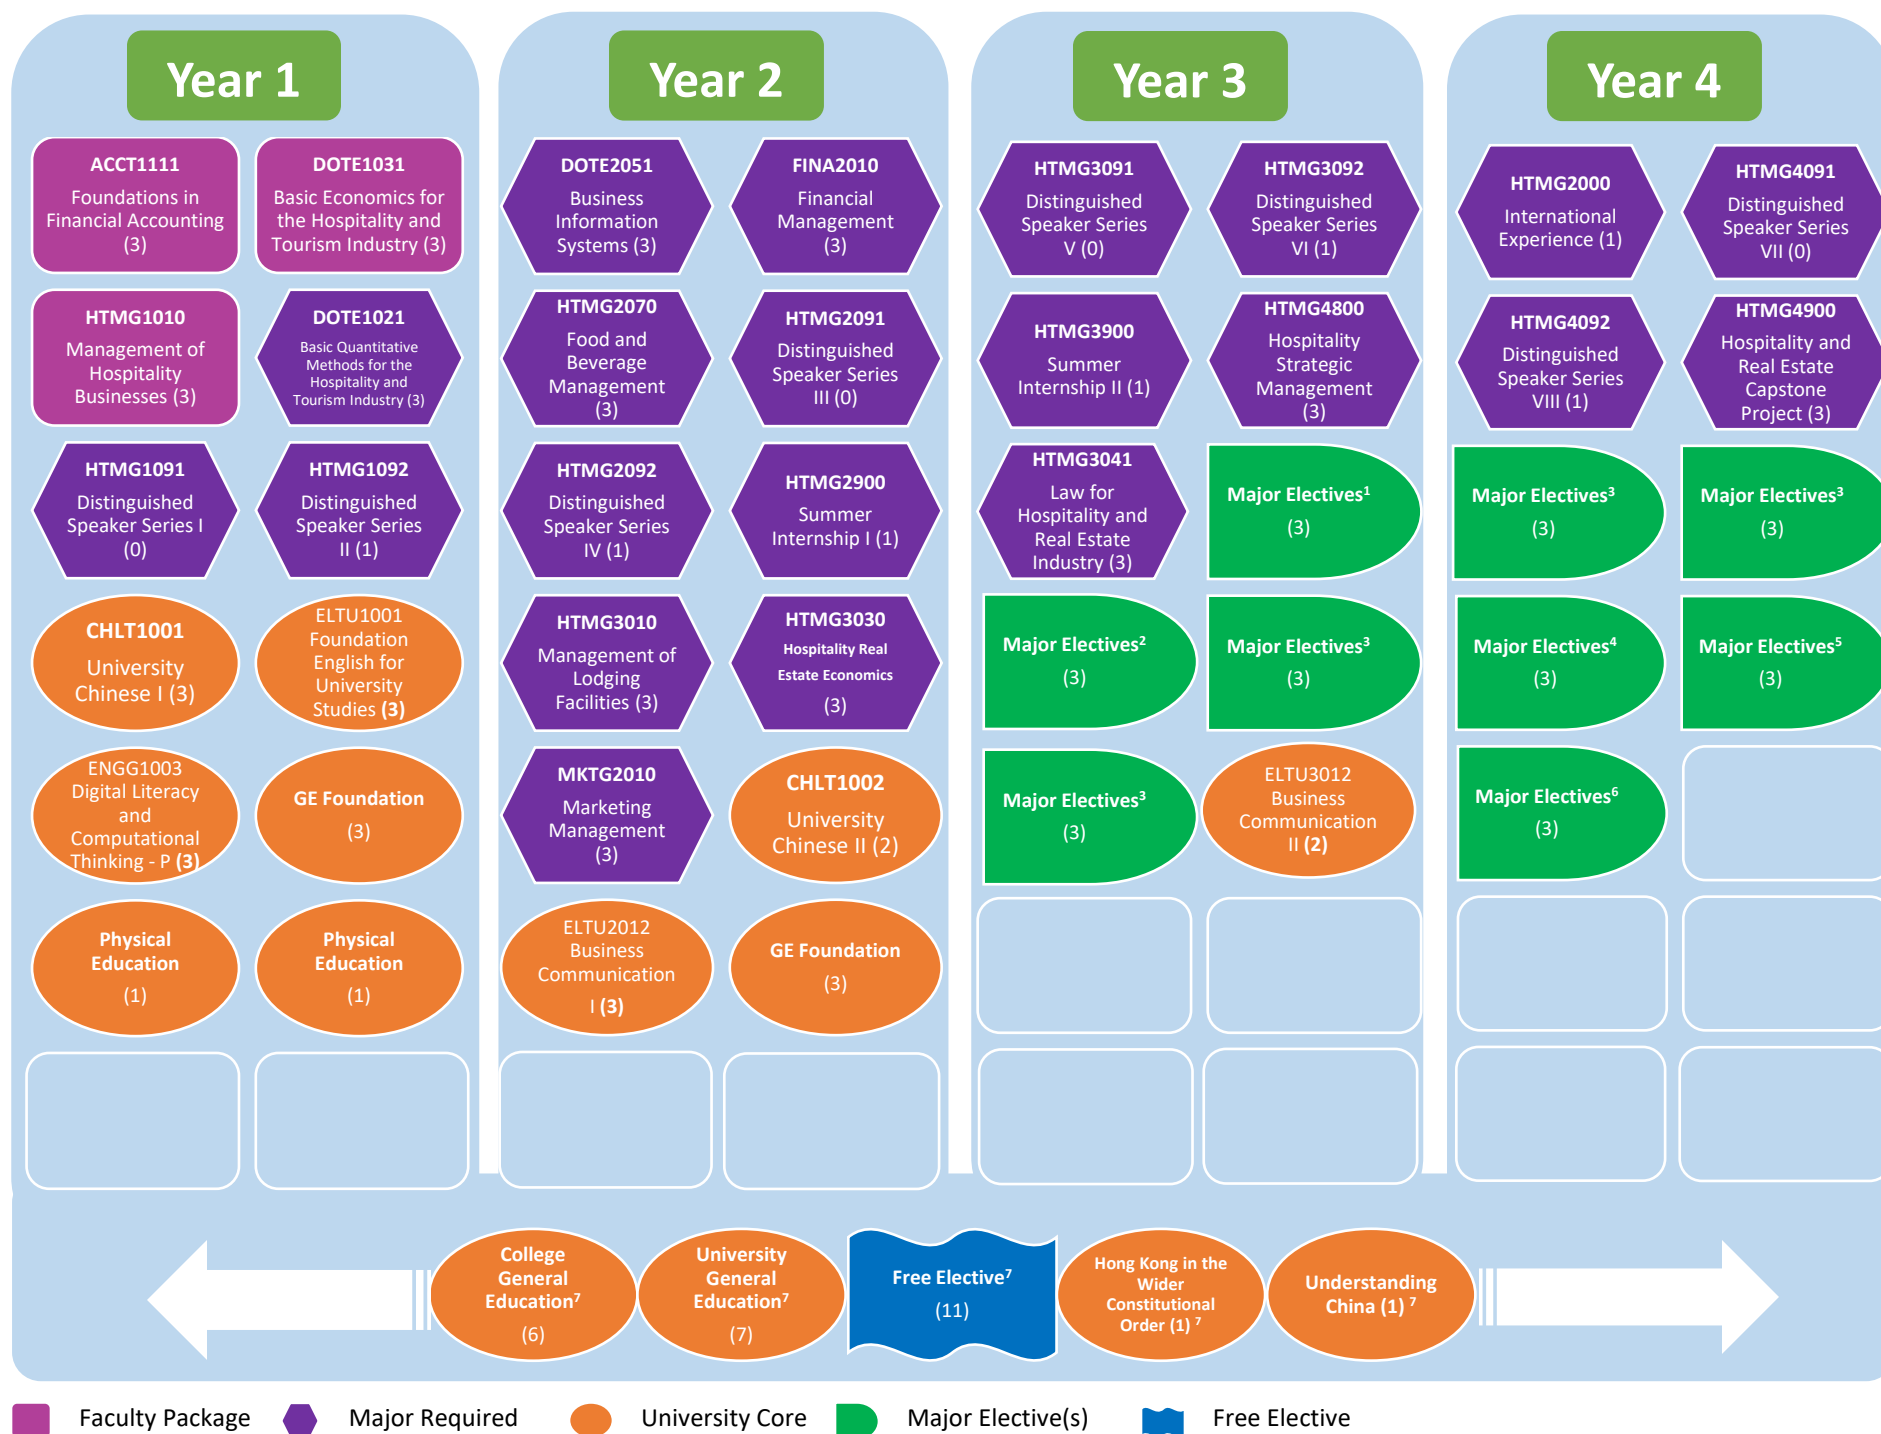 Year 1
ACCT1111
Foundations in
Financial Accounting
(3)
DOTE1031
Basic Economics for
the Hospitality and
Tourism Industry (3)
HTMG1010
Management of
Hospitality
Businesses (3)
DOTE1021
Basic Quantitative
Methods for the
Hospitality and
Tourism Industry (3)
HTMG1091
Distinguished
Speaker Series I
(0)
HTMG1092
Distinguished
Speaker Series
II (1)
CHLT1001
University
Chinese I (3)
ELTU1001
Foundation
English for
University
Studies (3)
ENGG1003
Digital Literacy
and
Computational
Thinking - P (3)
GE Foundation
(3)
Physical
Education
(1)
Physical
Education
(1)
Year 2
DOTE2051
Business
Information
Systems (3)
FINA2010
Financial
Management
(3)
HTMG2070
Food and
Beverage
Management
(3)
HTMG2091
Distinguished
Speaker Series
III (0)
HTMG2092
Distinguished
Speaker Series
IV (1)
HTMG2900
Summer
Internship I (1)
HTMG3010
Management of
Lodging
Facilities (3)
HTMG3030
Hospitality Real
Estate Economics
(3)
MKTG2010
Marketing
Management
(3)
CHLT1002
University
Chinese II (2)
ELTU2012
Business
Communication
I (3)
GE Foundation
(3)
Year 3
HTMG3091
Distinguished
Speaker Series
V (0)
HTMG3092
Distinguished
Speaker Series
VI (1)
HTMG3900
Summer
Internship II (1)
HTMG4800
Hospitality
Strategic
Management
(3)
HTMG3041
Law for
Hospitality and
Real Estate
Industry (3)
Major Electives¹
(3)
Major Electives²
(3)
Major Electives³
(3)
Major Electives³
(3)
ELTU3012
Business
Communication
II (2)
Year 4
HTMG2000
International
Experience (1)
HTMG4091
Distinguished
Speaker Series
VII (0)
HTMG4092
Distinguished
Speaker Series
VIII (1)
HTMG4900
Hospitality and
Real Estate
Capstone
Project (3)
Major Electives³
(3)
Major Electives³
(3)
Major Electives⁴
(3)
Major Electives⁵
(3)
Major Electives⁶
(3)
College
General
Education⁷
(6)
University
General
Education⁷
(7)
Free Elective⁷
(11)
Hong Kong in the
Wider
Constitutional
Order (1) ⁷
Understanding
China (1) ⁷
Faculty Package
Major Required
University Core
Major Elective(s)
Free Elective